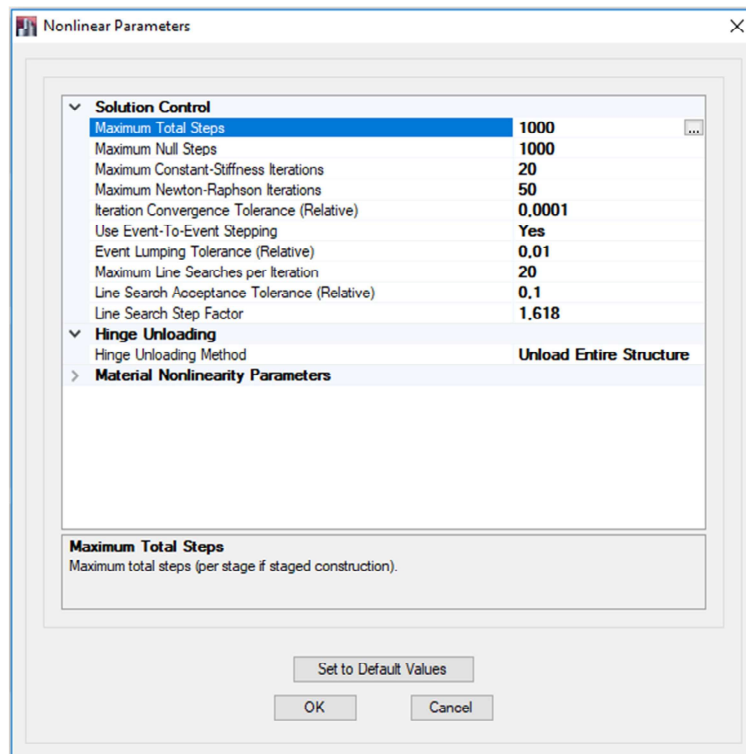 Nonlinear Parameters
Solution Control
Maximum Total Steps 1000 ...
Maximum Null Steps 1000
Maximum Constant-Stiffness Iterations 20
Maximum Newton-Raphson Iterations 50
Iteration Convergence Tolerance (Relative) 0,0001
Use Event-To-Event Stepping Yes
Event Lumping Tolerance (Relative) 0,01
Maximum Line Searches per Iteration 20
Line Search Acceptance Tolerance (Relative) 0,1
Line Search Step Factor 1,618
Hinge Unloading
Hinge Unloading Method Unload Entire Structure
Material Nonlinearity Parameters
Maximum Total Steps
Maximum total steps (per stage if staged construction).
Set to Default Values
OK Cancel